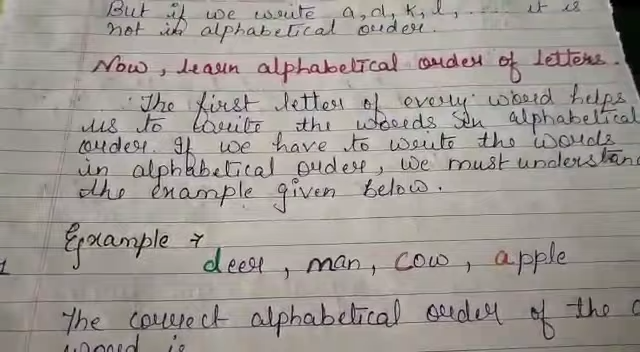 But if we write a, d, k, l, ..... it is
not in alphabetical order.
Now, learn alphabetical order of letters.
The first letter of every word helps
us to write the words in alphabetical
order. If we have to write the words
in alphabetical order, we must understand
the example given below.
Example →
deer, man, cow, apple
The correct alphabetical order of the
word is